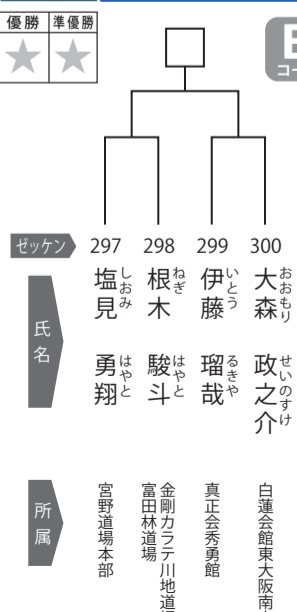 優勝 準優勝
コー
ゼッケン 297 298 299 300
氏名
塩見 勇翔
しおみ はやと
根木 駿斗
ねぎ はやと
伊藤 瑠哉
いとう るきや
大森 政之介
おおもり せいのすけ
所属
宮野道場本部
金剛カラテ川地道場
富田林道場
真正会秀勇館
白蓮会館東大阪南